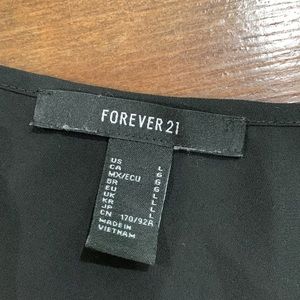 FOREVER 21
US L
CA G
MX/ECU G
BR G
EU L
UK L
KR L
JP L
CN 170/92A
MADE IN
VIETNAM